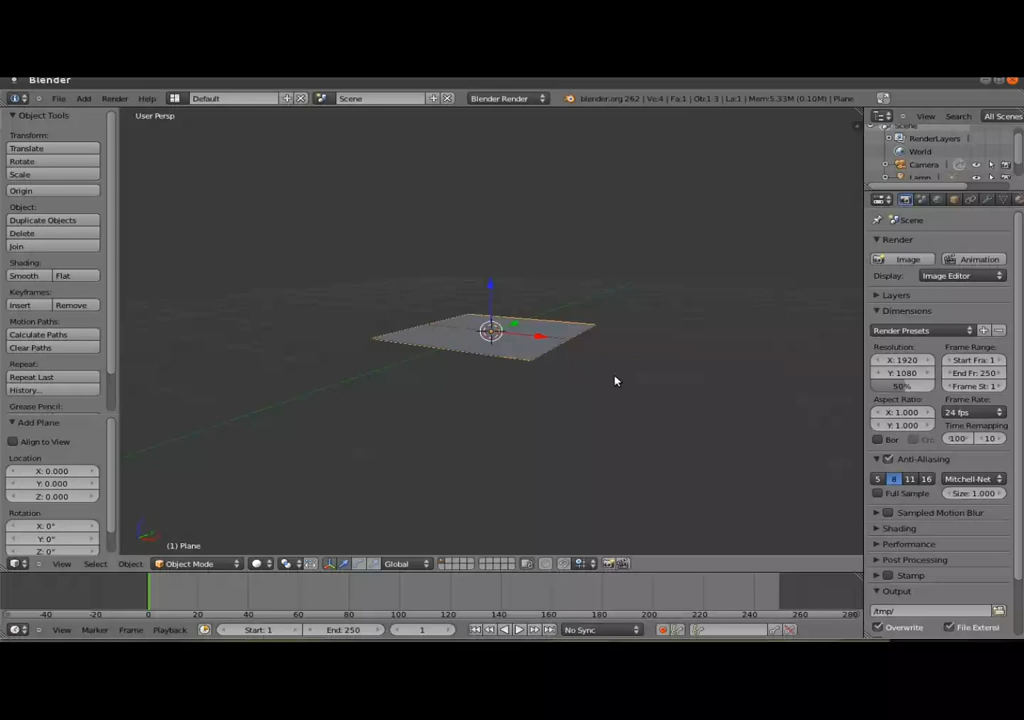 Blender
File Add Render Help Default Scene Blender Render blender.org 262 | Ve:4 | Fa:1 | Ob:1-3 | La:1 | Mem:5.33M (0.10M) | Plane
Object Tools
Transform:
Translate
Rotate
Scale
Origin
Object:
Duplicate Objects
Delete
Join
Shading:
Smooth Flat
Keyframes:
Insert Remove
Motion Paths:
Calculate Paths
Clear Paths
Repeat:
Repeat Last
History...
Grease Pencil:
Add Plane
Align to View
Location
X: 0.000
Y: 0.000
Z: 0.000
Rotation
X: 0°
Y: 0°
Z: 0°
User Persp
(1) Plane
View Select Object Object Mode Global
-40 -20 0 20 40 60 80 100 120 140 160 180 200 220 240 260 280
View Marker Frame Playback Start: 1 End: 250 1 No Sync
View Search All Scenes
Scene
RenderLayers
World
Camera
Lamp
Scene
Render
Image Animation
Display: Image Editor
Layers
Dimensions
Render Presets
Resolution: Frame Range:
X: 1920 Start Fra: 1
Y: 1080 End Fr: 250
50% Frame St: 1
Aspect Ratio: Frame Rate:
X: 1.000 24 fps
Y: 1.000 Time Remapping
Bor Cro 100 10
Anti-Aliasing
5 8 11 16 Mitchell-Net
Full Sample Size: 1.000
Sampled Motion Blur
Shading
Performance
Post Processing
Stamp
Output
/tmp/
Overwrite File Extensi